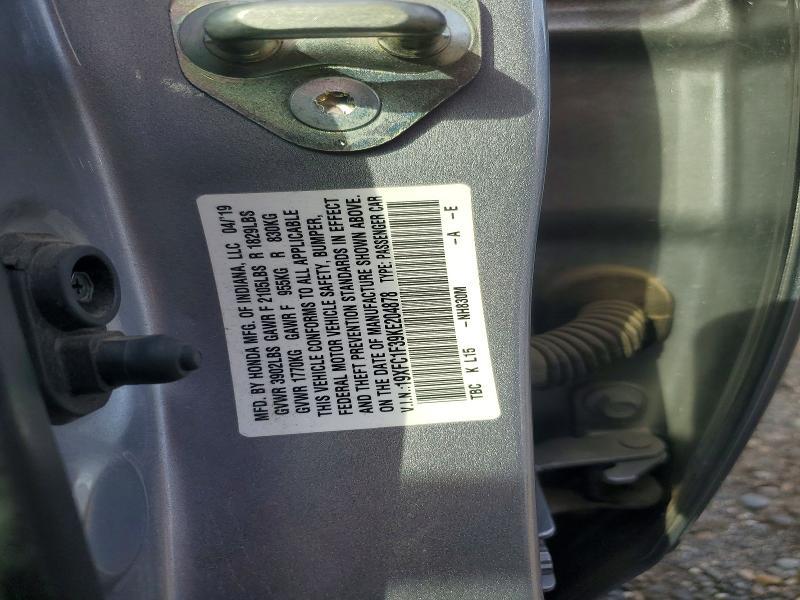 MFD. BY HONDA MFG. OF INDIANA, LLC 04/'19
GVWR 3902LBS GAWR F 2105LBS R 1829LBS
GVWR 1770KG GAWR F 955KG R 830KG
THIS VEHICLE CONFORMS TO ALL APPLICABLE
FEDERAL MOTOR VEHICLE SAFETY, BUMPER,
AND THEFT PREVENTION STANDARDS IN EFFECT
ON THE DATE OF MANUFACTURE SHOWN ABOVE.
V.I.N.:19XFC1F39KE204878 TYPE: PASSENGER CAR
TBC K L15 -NH830M -A -E